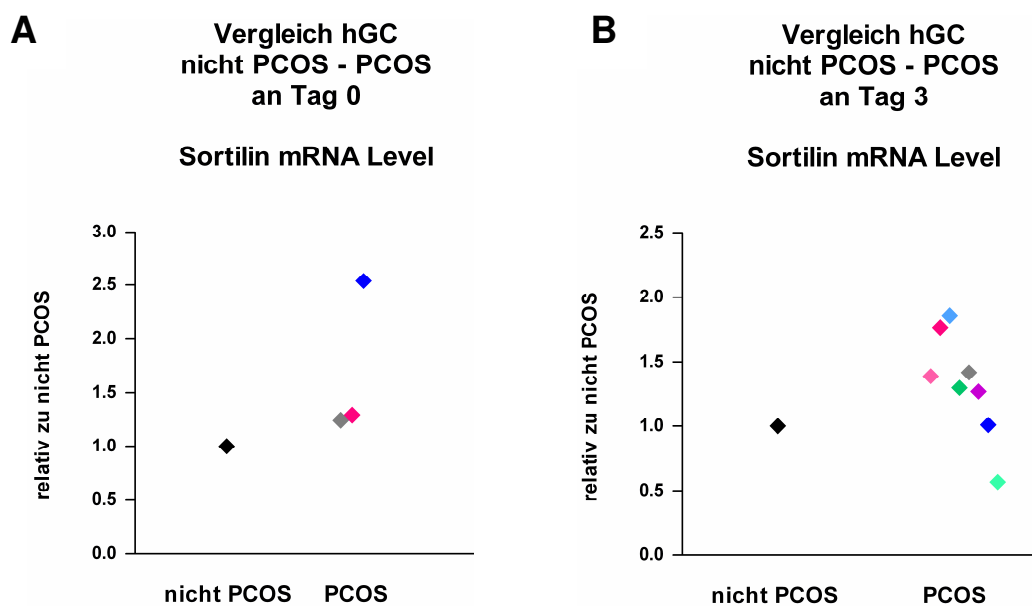 A
Vergleich hGC
nicht PCOS - PCOS
an Tag 0
Sortilin mRNA Level
relativ zu nicht PCOS
3.0
2.5
2.0
1.5
1.0
0.5
0.0
nicht PCOS
PCOS
B
Vergleich hGC
nicht PCOS - PCOS
an Tag 3
Sortilin mRNA Level
relativ zu nicht PCOS
2.5
2.0
1.5
1.0
0.5
0.0
nicht PCOS
PCOS